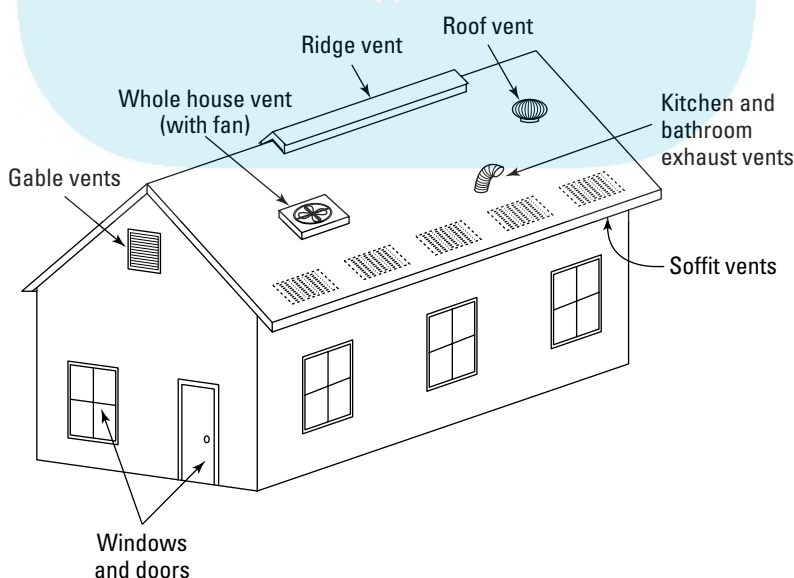 Roof vent
Ridge vent
Whole house vent
(with fan)
Kitchen and
bathroom
exhaust vents
Gable vents
Soffit vents
Windows
and doors